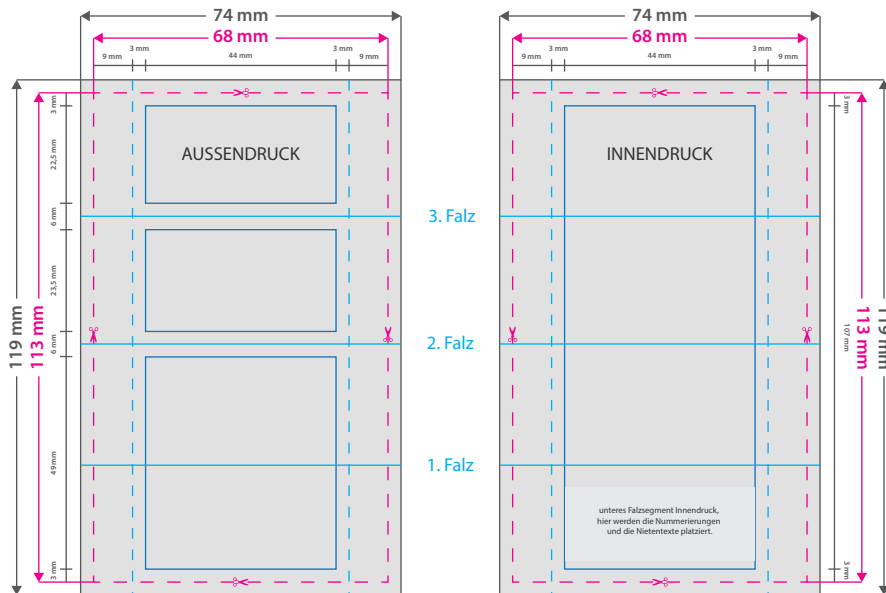 74 mm
68 mm
3 mm
3 mm
9 mm
44 mm
9 mm
119 mm
113 mm
3 mm
22,5 mm
6 mm
23,5 mm
6 mm
49 mm
3 mm
AUSSENDRUCK
3. Falz
2. Falz
1. Falz
74 mm
68 mm
3 mm
3 mm
9 mm
44 mm
9 mm
INNENDRUCK
unteres Falzsegment Innendruck,
hier werden die Nummerierungen
und die Nietentexte platziert.
3 mm
107 mm
3 mm
113 mm
119 mm